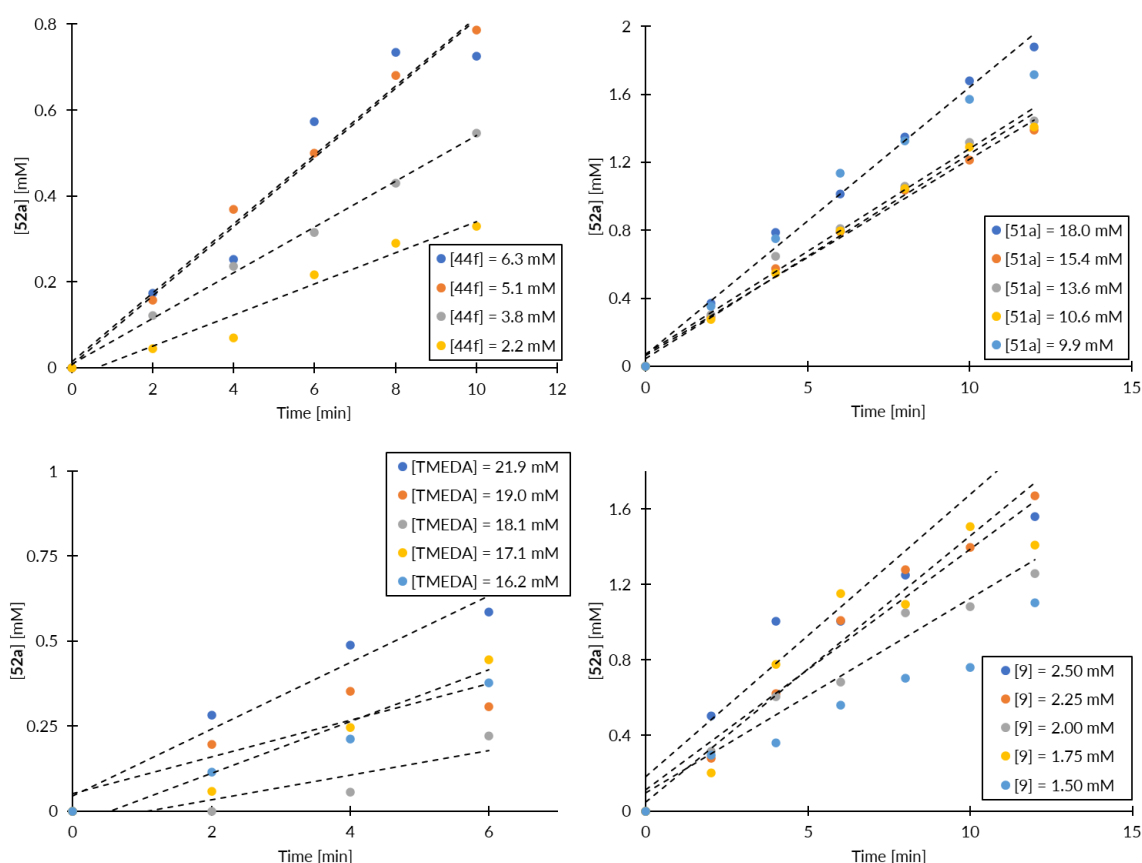 [52a] [mM]
0.8
0.6
0.4
0.2
0
0 2 4 6 8 10 12
Time [min]
[44f] = 6.3 mM
[44f] = 5.1 mM
[44f] = 3.8 mM
[44f] = 2.2 mM
[52a] [mM]
2
1.6
1.2
0.8
0.4
0
0 5 10 15
Time [min]
[51a] = 18.0 mM
[51a] = 15.4 mM
[51a] = 13.6 mM
[51a] = 10.6 mM
[51a] = 9.9 mM
[52a] [mM]
1
0.75
0.5
0.25
0
0 2 4 6
Time [min]
[TMEDA] = 21.9 mM
[TMEDA] = 19.0 mM
[TMEDA] = 18.1 mM
[TMEDA] = 17.1 mM
[TMEDA] = 16.2 mM
[52a] [mM]
1.6
1.2
0.8
0.4
0
0 5 10 15
Time [min]
[9] = 2.50 mM
[9] = 2.25 mM
[9] = 2.00 mM
[9] = 1.75 mM
[9] = 1.50 mM